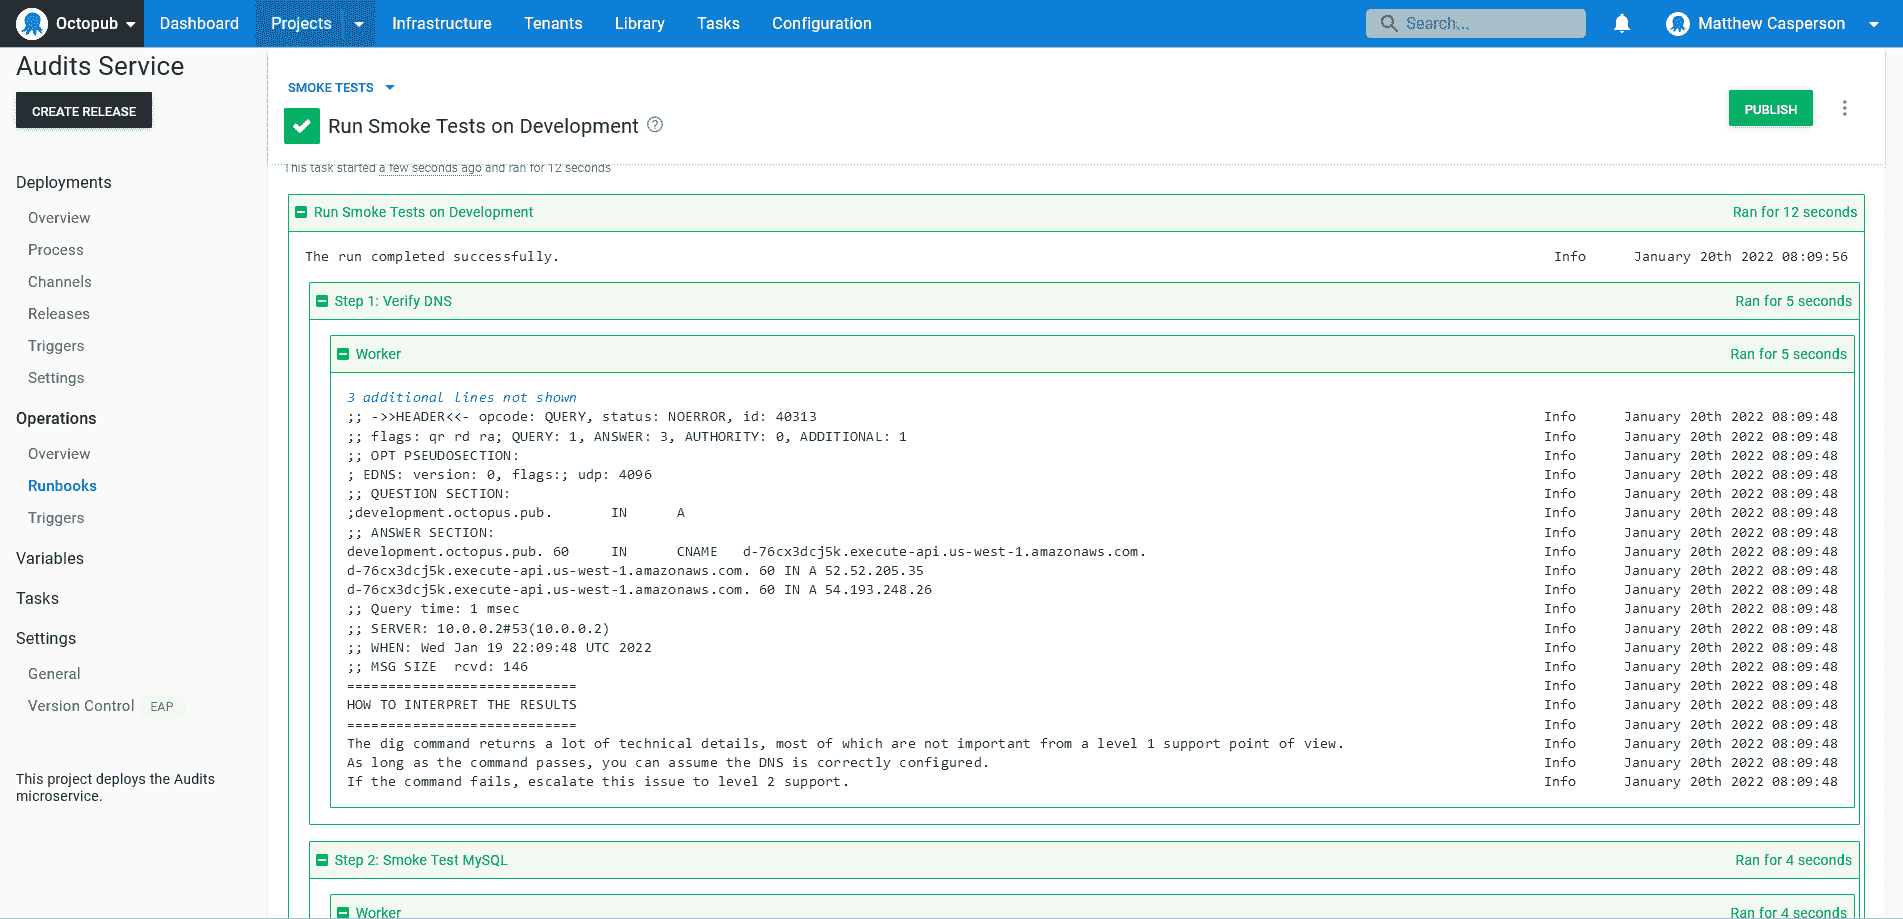 Octopub Dashboard Projects Infrastructure Tenants Library Tasks Configuration Search... Matthew Casperson
Audits Service
CREATE RELEASE
Deployments
Overview
Process
Channels
Releases
Triggers
Settings
Operations
Overview
Runbooks
Triggers
Variables
Tasks
Settings
General
Version Control EAP
This project deploys the Audits
microservice.
SMOKE TESTS
Run Smoke Tests on Development ?
PUBLISH
This task started a few seconds ago and ran for 12 seconds
Run Smoke Tests on Development Ran for 12 seconds
The run completed successfully. Info January 20th 2022 08:09:56
Step 1: Verify DNS Ran for 5 seconds
Worker Ran for 5 seconds
3 additional lines not shown
;; ->>HEADER<<- opcode: QUERY, status: NOERROR, id: 40313 Info January 20th 2022 08:09:48
;; flags: qr rd ra; QUERY: 1, ANSWER: 3, AUTHORITY: 0, ADDITIONAL: 1 Info January 20th 2022 08:09:48
;; OPT PSEUDOSECTION: Info January 20th 2022 08:09:48
; EDNS: version: 0, flags:; udp: 4096 Info January 20th 2022 08:09:48
;; QUESTION SECTION: Info January 20th 2022 08:09:48
;development.octopus.pub. IN A Info January 20th 2022 08:09:48
;; ANSWER SECTION: Info January 20th 2022 08:09:48
development.octopus.pub. 60 IN CNAME d-76cx3dcj5k.execute-api.us-west-1.amazonaws.com. Info January 20th 2022 08:09:48
d-76cx3dcj5k.execute-api.us-west-1.amazonaws.com. 60 IN A 52.52.205.35 Info January 20th 2022 08:09:48
d-76cx3dcj5k.execute-api.us-west-1.amazonaws.com. 60 IN A 54.193.248.26 Info January 20th 2022 08:09:48
;; Query time: 1 msec Info January 20th 2022 08:09:48
;; SERVER: 10.0.0.2#53(10.0.0.2) Info January 20th 2022 08:09:48
;; WHEN: Wed Jan 19 22:09:48 UTC 2022 Info January 20th 2022 08:09:48
;; MSG SIZE rcvd: 146 Info January 20th 2022 08:09:48
============================ Info January 20th 2022 08:09:48
HOW TO INTERPRET THE RESULTS Info January 20th 2022 08:09:48
============================ Info January 20th 2022 08:09:48
The dig command returns a lot of technical details, most of which are not important from a level 1 support point of view. Info January 20th 2022 08:09:48
As long as the command passes, you can assume the DNS is correctly configured. Info January 20th 2022 08:09:48
If the command fails, escalate this issue to level 2 support. Info January 20th 2022 08:09:48
Step 2: Smoke Test MySQL Ran for 4 seconds
Worker Ran for 4 seconds